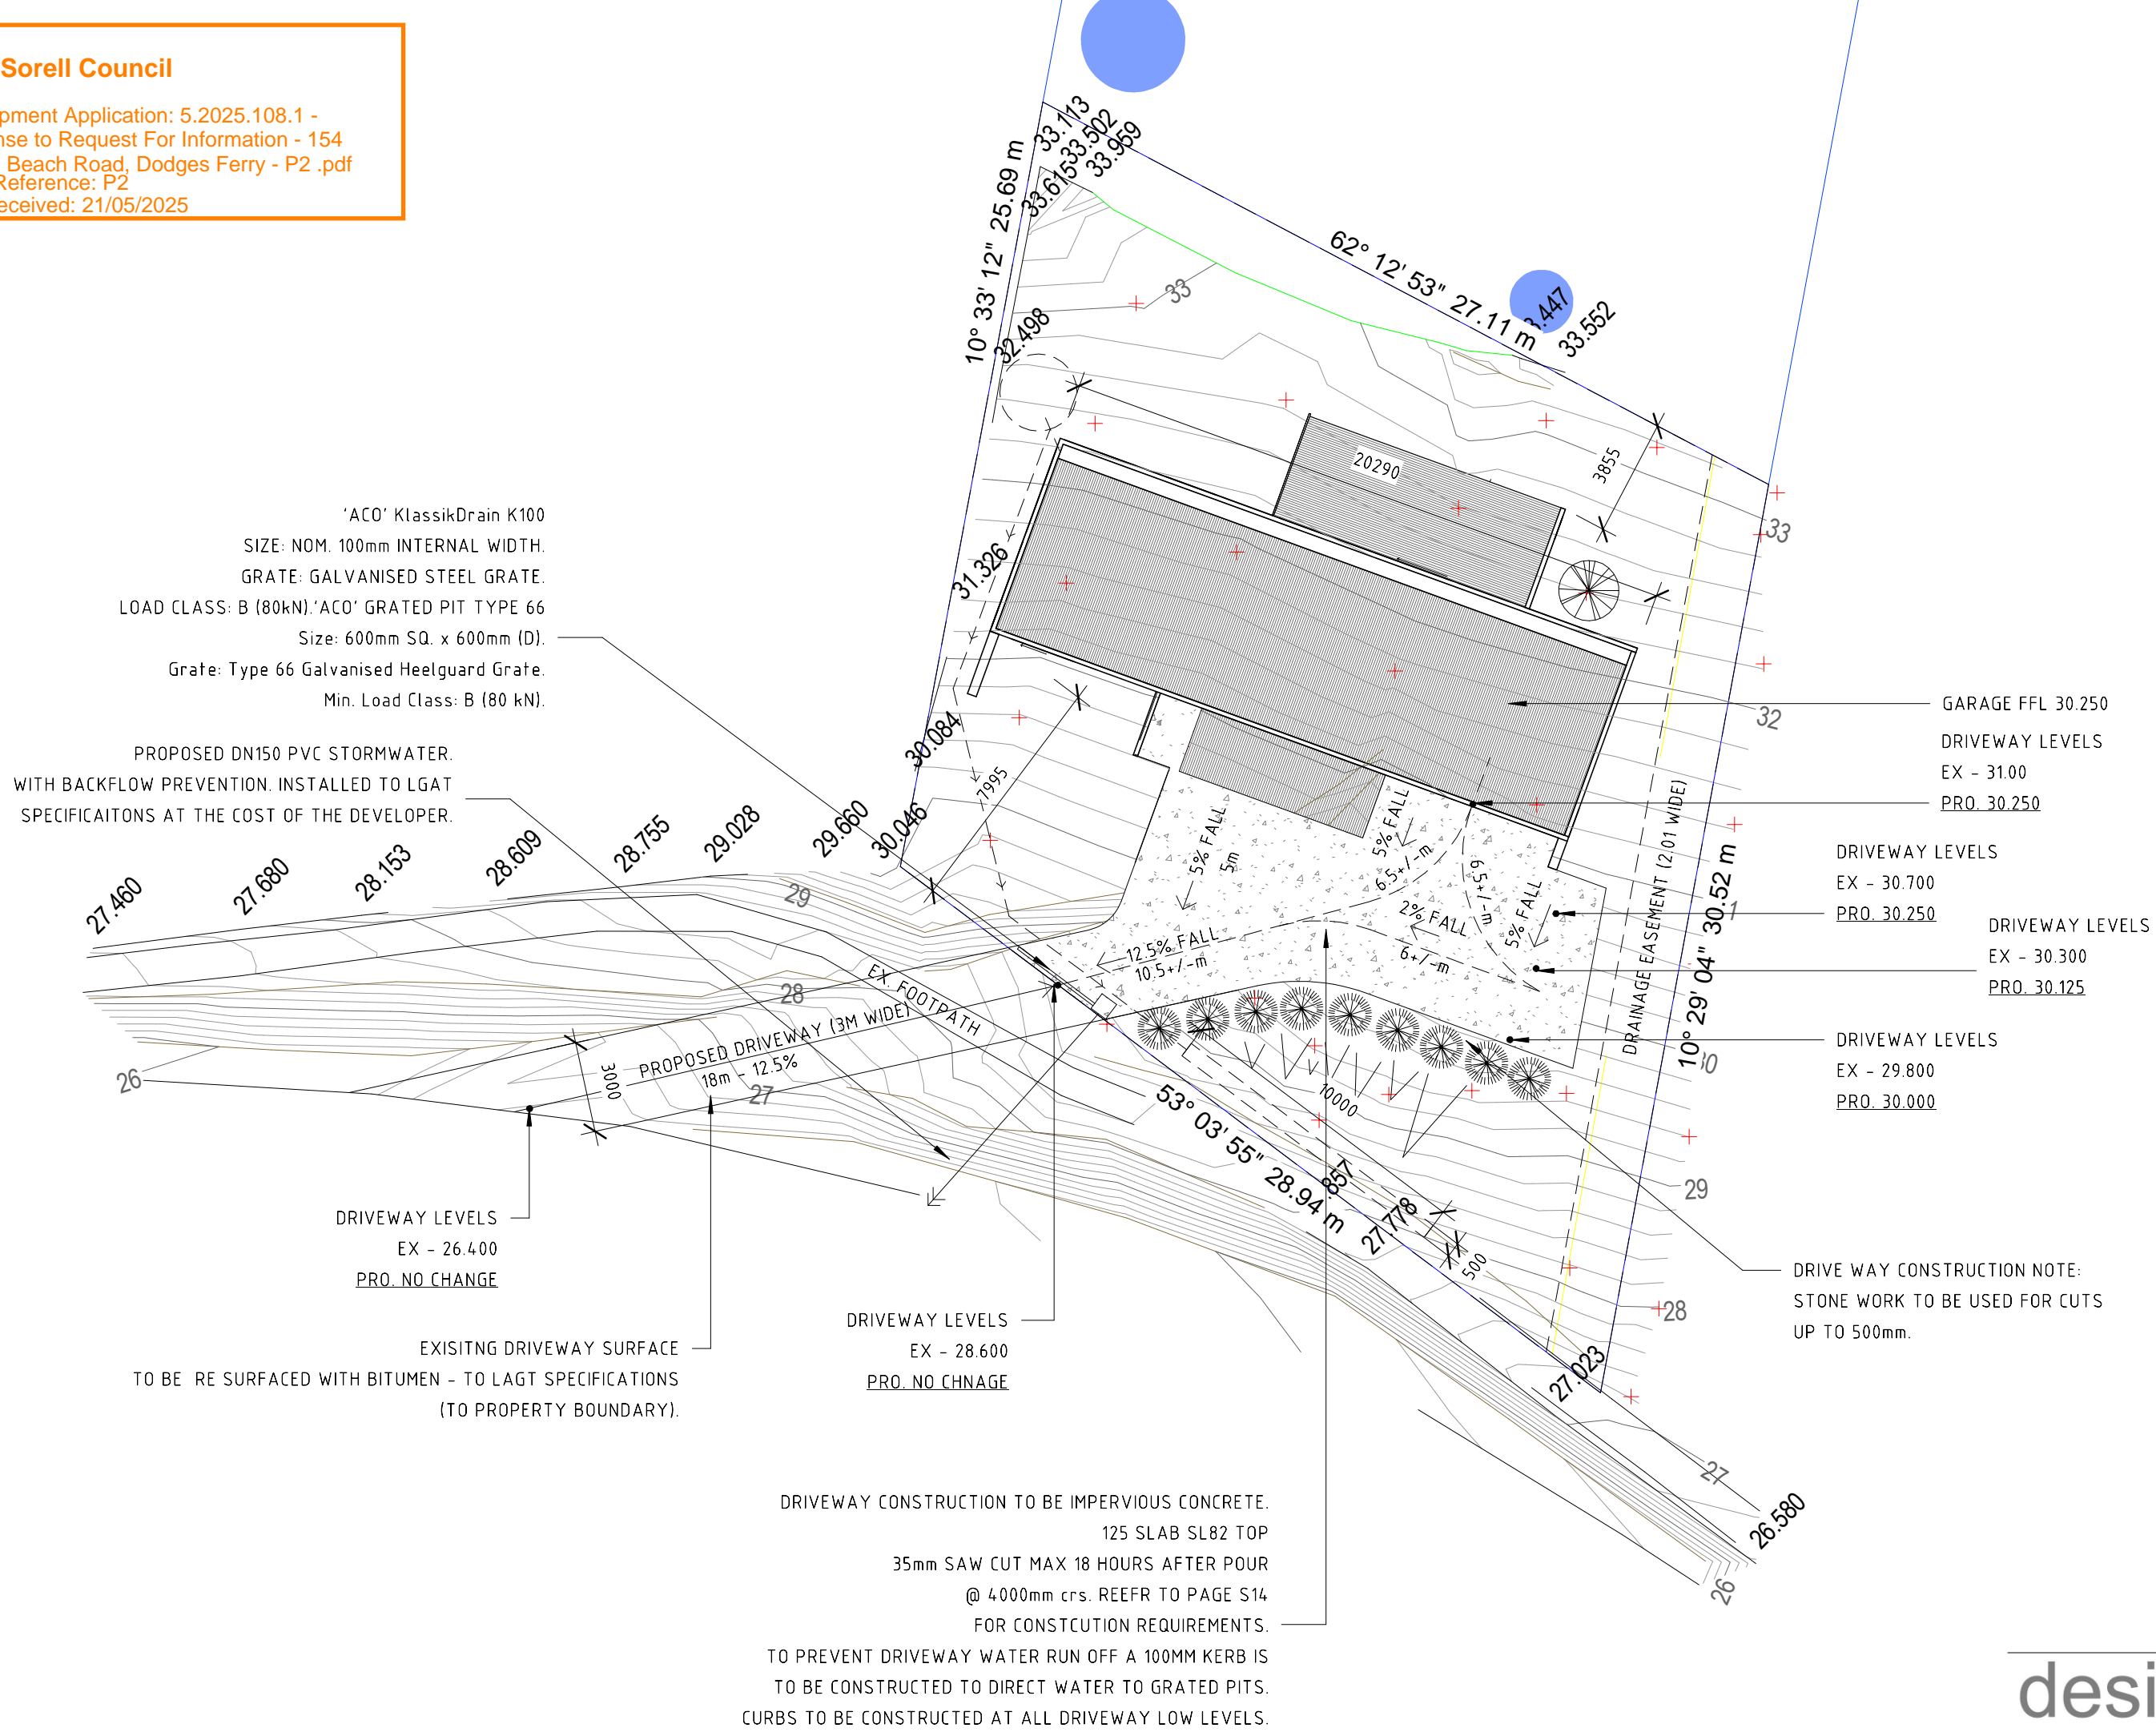 Sorell Council
pment Application: 5.2025.108.1 -
nse to Request For Information - 154
Beach Road, Dodges Ferry - P2 .pdf
Reference: P2
eceived: 21/05/2025
33.113
33.502
33.959
33.615
10° 33' 12" 25.69 m
62° 12' 53" 27.11 m
.447
33.552
33
32.498
20290
3855
33
'ACO' KlassikDrain K100
SIZE: NOM. 100mm INTERNAL WIDTH.
GRATE: GALVANISED STEEL GRATE.
LOAD CLASS: B (80kN).'ACO' GRATED PIT TYPE 66
Size: 600mm SQ. x 600mm (D).
Grate: Type 66 Galvanised Heelguard Grate.
Min. Load Class: B (80 kN).
31.326
30.084
7995
PROPOSED DN150 PVC STORMWATER.
WITH BACKFLOW PREVENTION. INSTALLED TO LGAT
SPECIFICAITONS AT THE COST OF THE DEVELOPER.
GARAGE FFL 30.250
32
DRIVEWAY LEVELS
EX - 31.00
PRO. 30.250
DRIVEWAY LEVELS
EX - 30.700
PRO. 30.250
DRIVEWAY LEVELS
EX - 30.300
PRO. 30.125
DRIVEWAY LEVELS
EX - 29.800
PRO. 30.000
27.460
27.680
28.153
28.609
28.755
29.028
29.660
30.046
29
5% FALL
5m
5% FALL
6.5+/-m
6.5+/-m
5% FALL
2% FALL
6+/-m
12.5% FALL
10.5+/-m
DRAINAGE EASEMENT (2.01 WIDE)
10° 29' 04" 30.52 m
1
30
EX. FOOTPATH
28
PROPOSED DRIVEWAY (3M WIDE)
18m - 12.5%
3000
27
26
10000
53° 03' 55" 28.94 m
.857
27.778
500
29
28
27.023
27
26.580
26
DRIVEWAY LEVELS
EX - 26.400
PRO. NO CHANGE
EXISITNG DRIVEWAY SURFACE
TO BE RE SURFACED WITH BITUMEN - TO LAGT SPECIFICATIONS
(TO PROPERTY BOUNDARY).
DRIVEWAY LEVELS
EX - 28.600
PRO. NO CHNAGE
DRIVE WAY CONSTRUCTION NOTE:
STONE WORK TO BE USED FOR CUTS
UP TO 500mm.
DRIVEWAY CONSTRUCTION TO BE IMPERVIOUS CONCRETE.
125 SLAB SL82 TOP
35mm SAW CUT MAX 18 HOURS AFTER POUR
@ 4000mm crs. REEFR TO PAGE S14
FOR CONSTCUTION REQUIREMENTS.
TO PREVENT DRIVEWAY WATER RUN OFF A 100MM KERB IS
TO BE CONSTRUCTED TO DIRECT WATER TO GRATED PITS.
CURBS TO BE CONSTRUCTED AT ALL DRIVEWAY LOW LEVELS.
desi